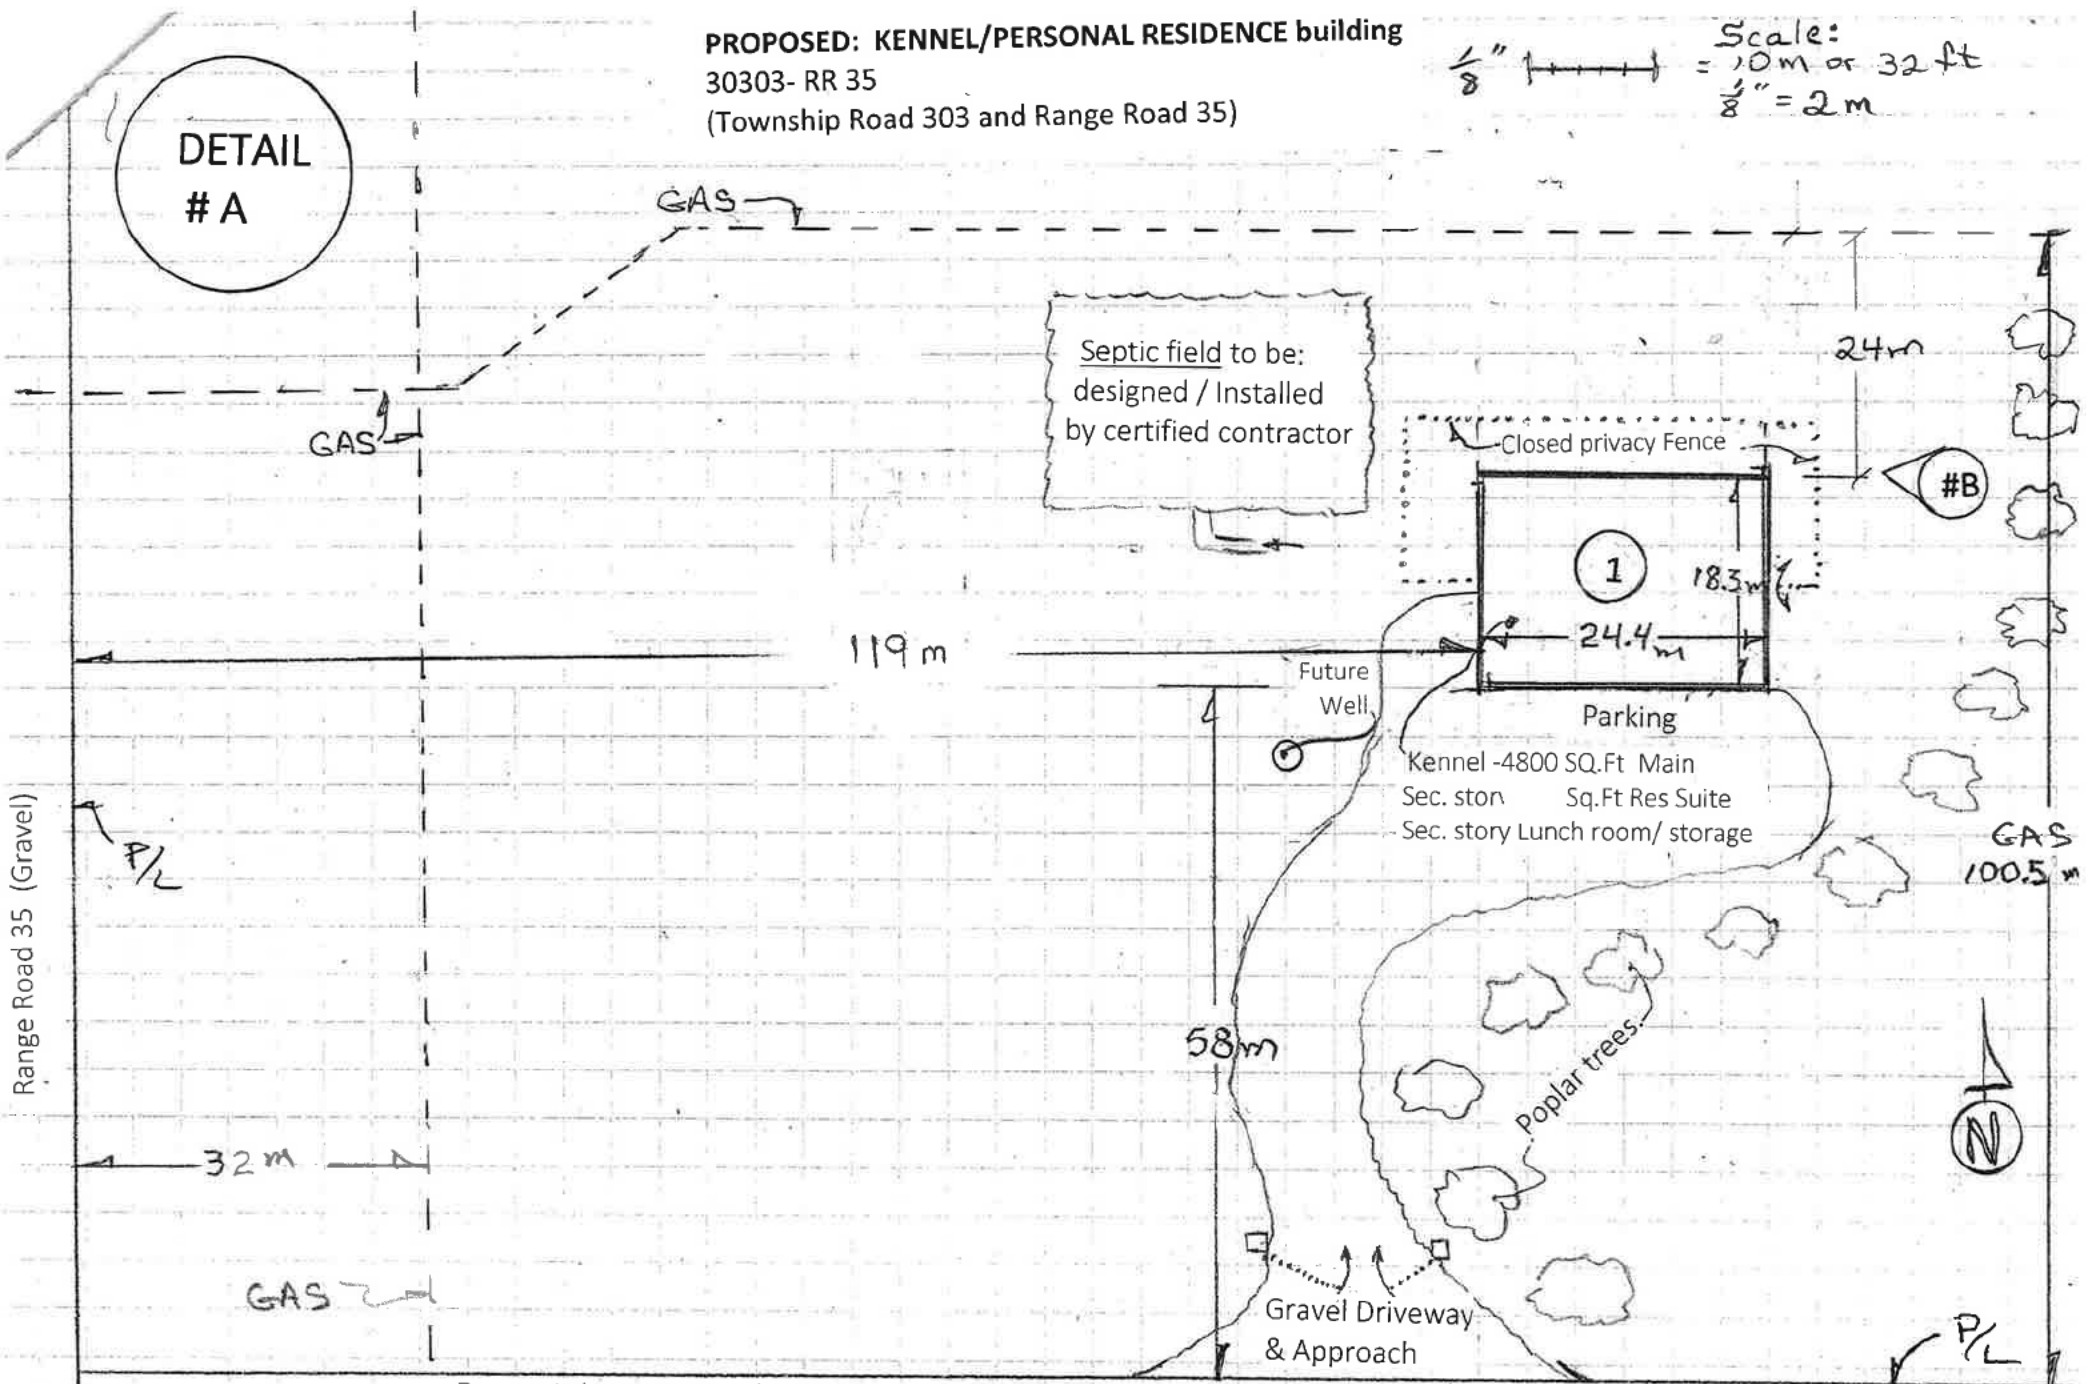 PROPOSED: KENNEL/PERSONAL RESIDENCE building
30303- RR 35
(Township Road 303 and Range Road 35)
Scale:
1/8" = 10m or 32 ft
1/8" = 2m
DETAIL
# A
GAS
GAS
Septic field to be:
designed / Installed
by certified contractor
24m
Closed privacy Fence
#B
1
18.3m
24.4m
119 m
Future
Well
Parking
Kennel -4800 SQ.Ft Main
Sec. stor Sq.Ft Res Suite
Sec. story Lunch room/ storage
P/L
Range Road 35 (Gravel)
GAS
100.5 m
58m
Poplar trees.
N
32m
GAS
Gravel Driveway
& Approach
P/L